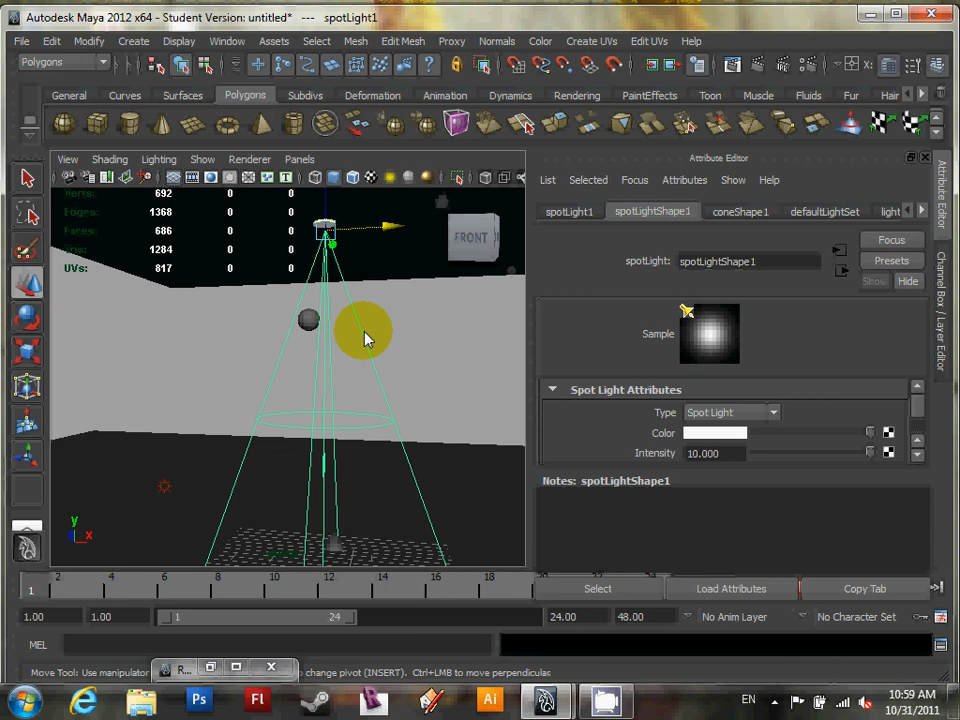 Autodesk Maya 2012 x64 - Student Version: untitled* --- spotLight1
File Edit Modify Create Display Window Assets Select Mesh Edit Mesh Proxy Normals Color Create UVs Edit UVs Help
Polygons
General Curves Surfaces Polygons Subdivs Deformation Animation Rendering PaintEffects Toon Muscle Fluids Fur Hair Dynamics
View Shading Lighting Show Renderer Panels
Verts: 692 0 0
Edges: 1368 0 0
Faces: 686 0 0
Tris: 1284 0 0
UVs: 817 0 0
FRONT
y
x
Attribute Editor
List Selected Focus Attributes Show Help
spotLight1 spotLightShape1 coneShape1 defaultLightSet light
spotLight: spotLightShape1
Focus
Presets
Show Hide
Sample
Spot Light Attributes
Type Spot Light
Color
Intensity 10.000
Notes: spotLightShape1
Select Load Attributes Copy Tab
Attribute Editor
Channel Box / Layer Editor
1 2 4 6 8 10 12 14 16 18 20 22 24
1.00 1.00 1 24 24.00 48.00 No Anim Layer No Character Set
MEL
Move Tool: Use manipulator
R...
to change pivot (INSERT). Ctrl+LMB to move perpendicular.
Ps Fl Ai
EN
10:59 AM
10/31/2011